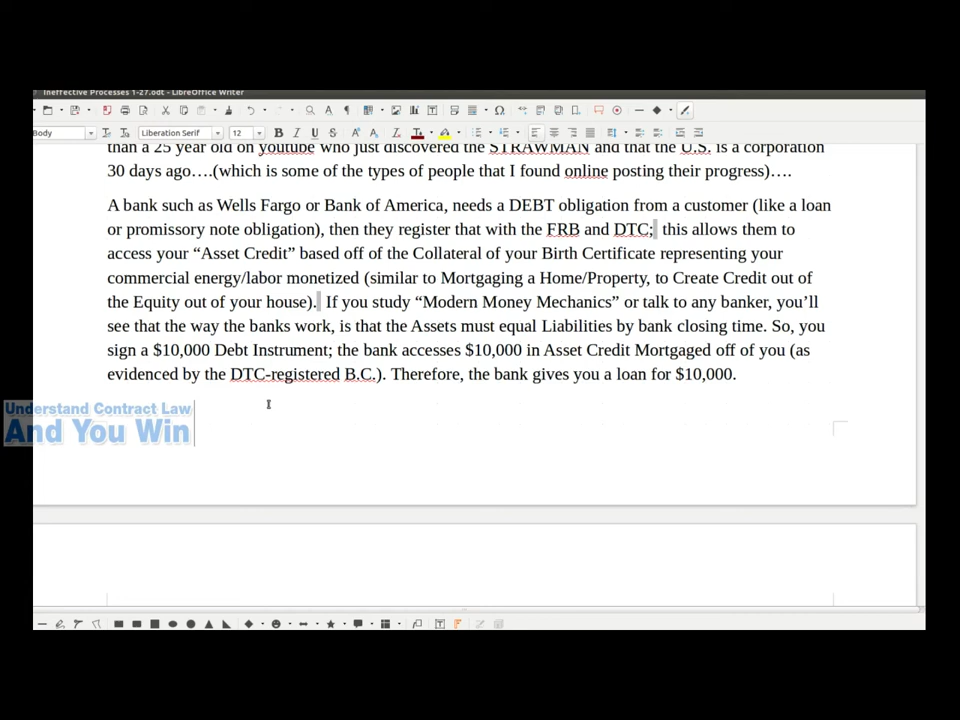 Ineffective Processes 1-27.odt - LibreOffice Writer
Body Liberation Serif 12
than a 25 year old on youtube who just discovered the STRAWMAN and that the U.S. is a corporation
30 days ago….(which is some of the types of people that I found online posting their progress)….
A bank such as Wells Fargo or Bank of America, needs a DEBT obligation from a customer (like a loan
or promissory note obligation), then they register that with the FRB and DTC; this allows them to
access your “Asset Credit” based off of the Collateral of your Birth Certificate representing your
commercial energy/labor monetized (similar to Mortgaging a Home/Property, to Create Credit out of
the Equity out of your house). If you study “Modern Money Mechanics” or talk to any banker, you’ll
see that the way the banks work, is that the Assets must equal Liabilities by bank closing time. So, you
sign a $10,000 Debt Instrument; the bank accesses $10,000 in Asset Credit Mortgaged off of you (as
evidenced by the DTC-registered B.C.). Therefore, the bank gives you a loan for $10,000.
Understand Contract Law
And You Win